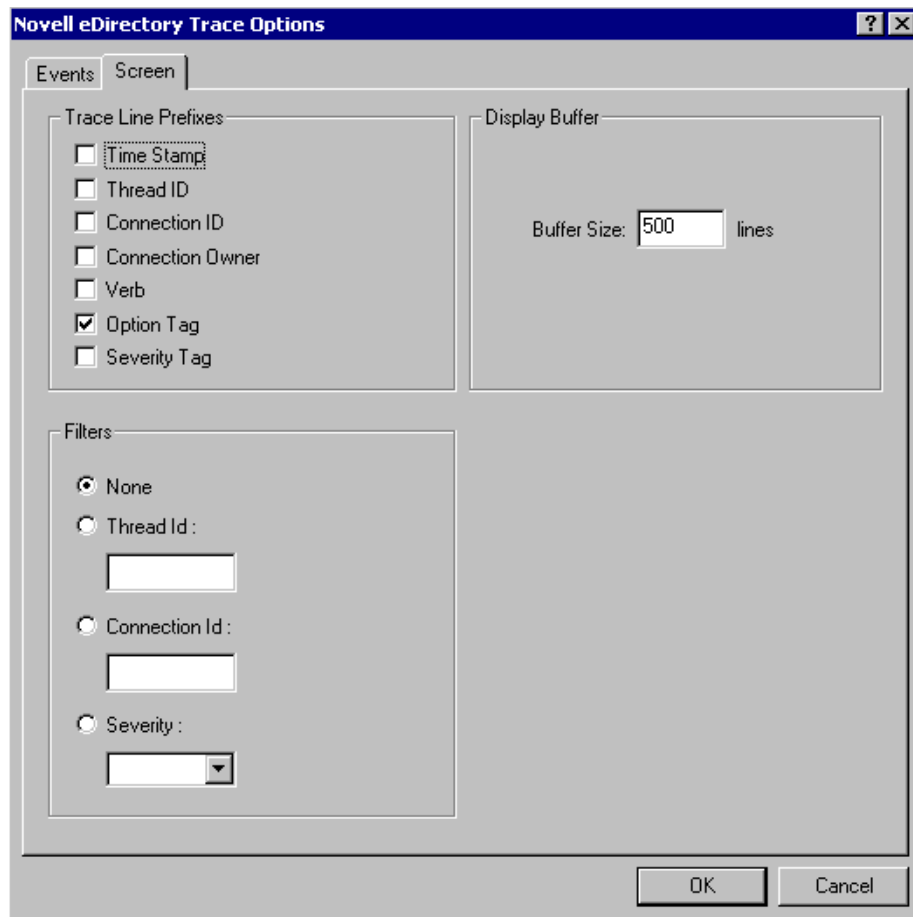 Novell eDirectory Trace Options
Events
Screen
Trace Line Prefixes
Time Stamp
Thread ID
Connection ID
Connection Owner
Verb
Option Tag
Severity Tag
Display Buffer
Buffer Size: 500 lines
Filters
None
Thread Id :
Connection Id :
Severity :
OK
Cancel